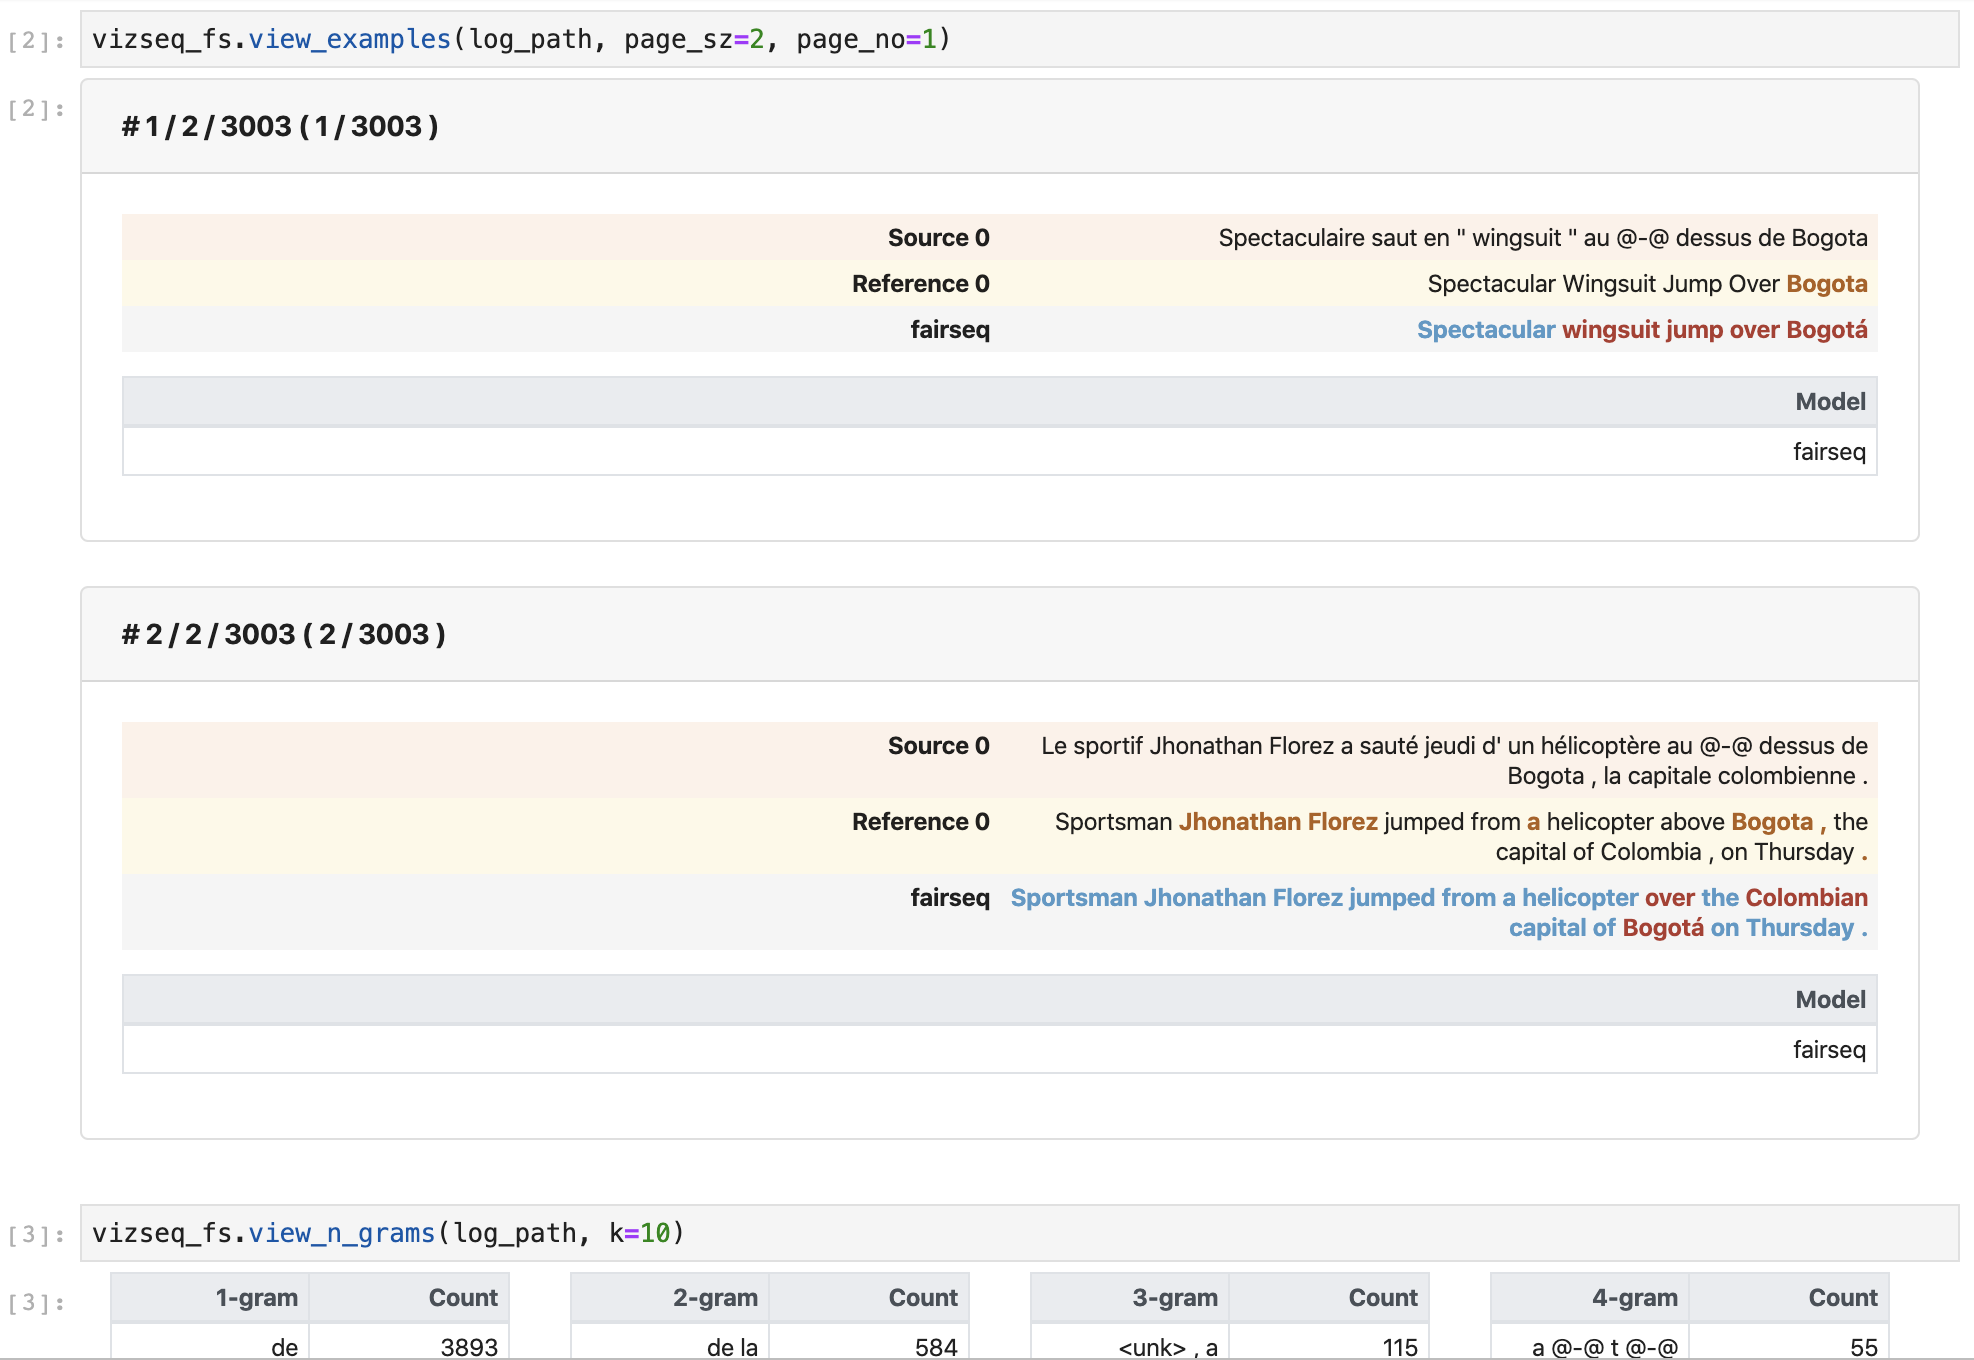 [2]: vizseq_fs.view_examples(log_path, page_sz=2, page_no=1)
[2]:
# 1 / 2 / 3003 ( 1 / 3003 )
Source 0 Spectaculaire saut en " wingsuit " au @-@ dessus de Bogota
Reference 0 Spectacular Wingsuit Jump Over Bogota
fairseq Spectacular wingsuit jump over Bogotá
Model
fairseq
# 2 / 2 / 3003 ( 2 / 3003 )
Source 0 Le sportif Jhonathan Florez a sauté jeudi d' un hélicoptère au @-@ dessus de
Bogota , la capitale colombienne .
Reference 0 Sportsman Jhonathan Florez jumped from a helicopter above Bogota , the
capital of Colombia , on Thursday .
fairseq Sportsman Jhonathan Florez jumped from a helicopter over the Colombian
capital of Bogotá on Thursday .
Model
fairseq
[3]: vizseq_fs.view_n_grams(log_path, k=10)
[3]: 1-gram Count 2-gram Count 3-gram Count 4-gram Count
de 3893 de la 584 <unk> , a 115 a @-@ t @-@ 55